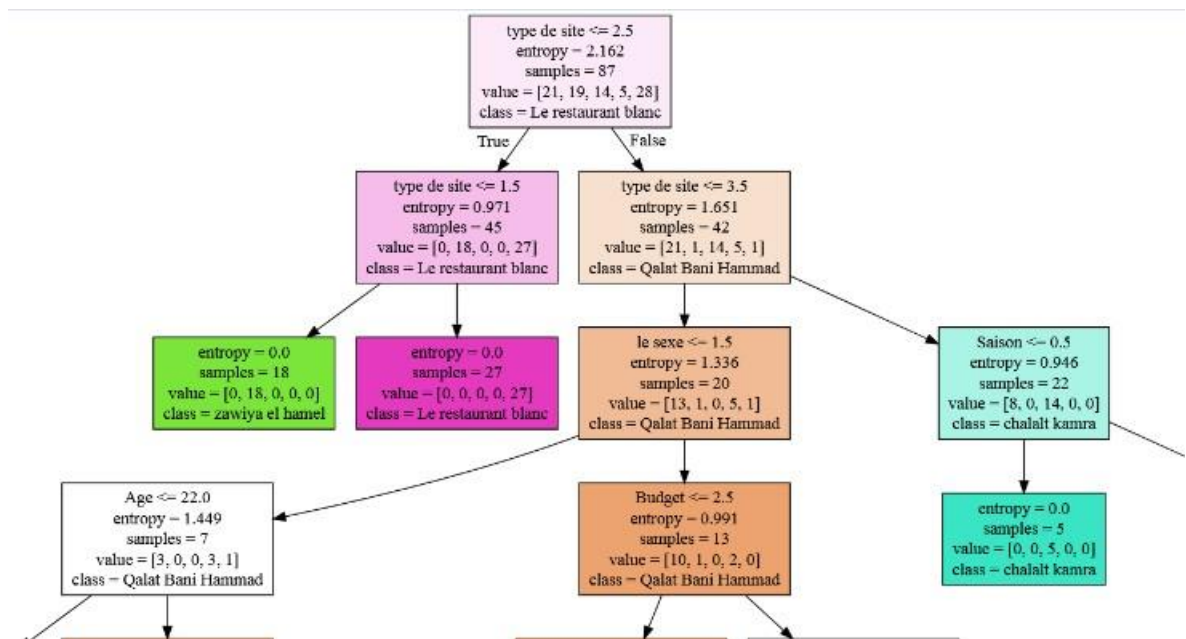 type de site <= 2.5
entropy = 2.162
samples = 87
value = [21, 19, 14, 5, 28]
class = Le restaurant blanc
True
False
type de site <= 1.5
entropy = 0.971
samples = 45
value = [0, 18, 0, 0, 27]
class = Le restaurant blanc
type de site <= 3.5
entropy = 1.651
samples = 42
value = [21, 1, 14, 5, 1]
class = Qalat Bani Hammad
entropy = 0.0
samples = 18
value = [0, 18, 0, 0, 0]
class = zawiya el hamel
entropy = 0.0
samples = 27
value = [0, 0, 0, 0, 27]
class = Le restaurant blanc
le sexe <= 1.5
entropy = 1.336
samples = 20
value = [13, 1, 0, 5, 1]
class = Qalat Bani Hammad
Saison <= 0.5
entropy = 0.946
samples = 22
value = [8, 0, 14, 0, 0]
class = chalalt kamra
Age <= 22.0
entropy = 1.449
samples = 7
value = [3, 0, 0, 3, 1]
class = Qalat Bani Hammad
Budget <= 2.5
entropy = 0.991
samples = 13
value = [10, 1, 0, 2, 0]
class = Qalat Bani Hammad
entropy = 0.0
samples = 5
value = [0, 0, 5, 0, 0]
class = chalalt kamra